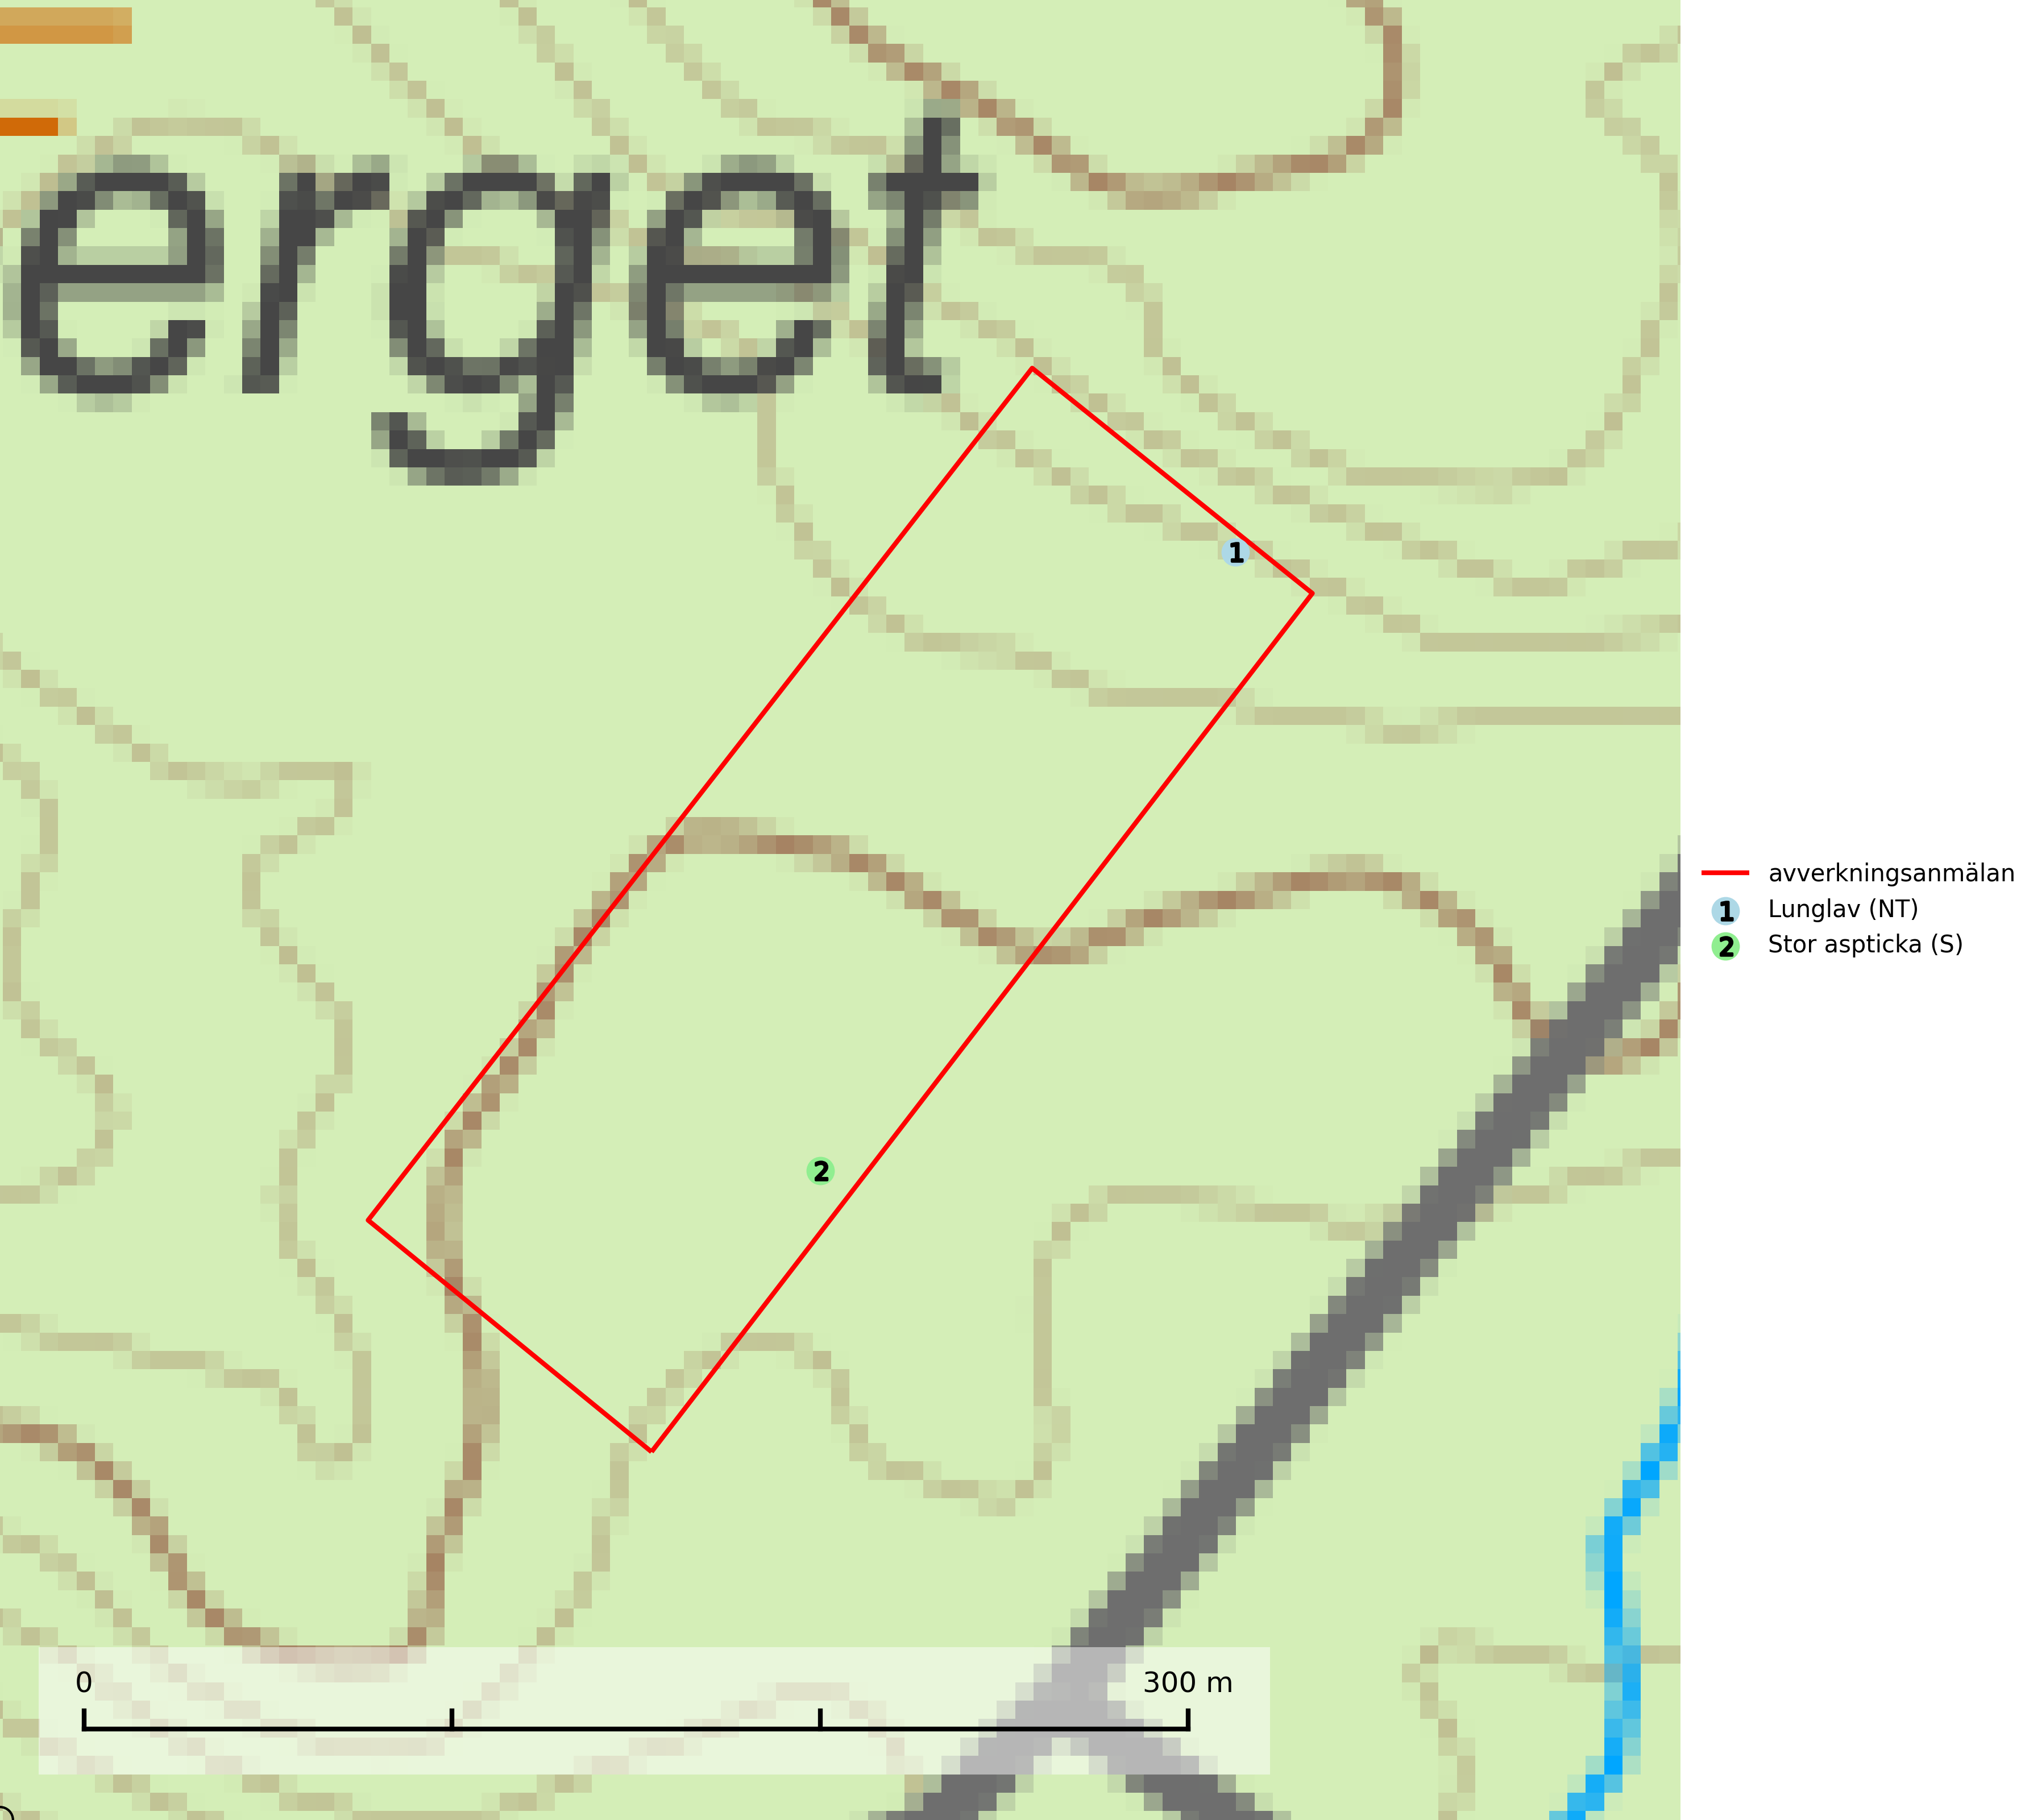 erget
1
2
avverkningsanmälan
1 Lunglav (NT)
2 Stor aspticka (S)
0 300 m